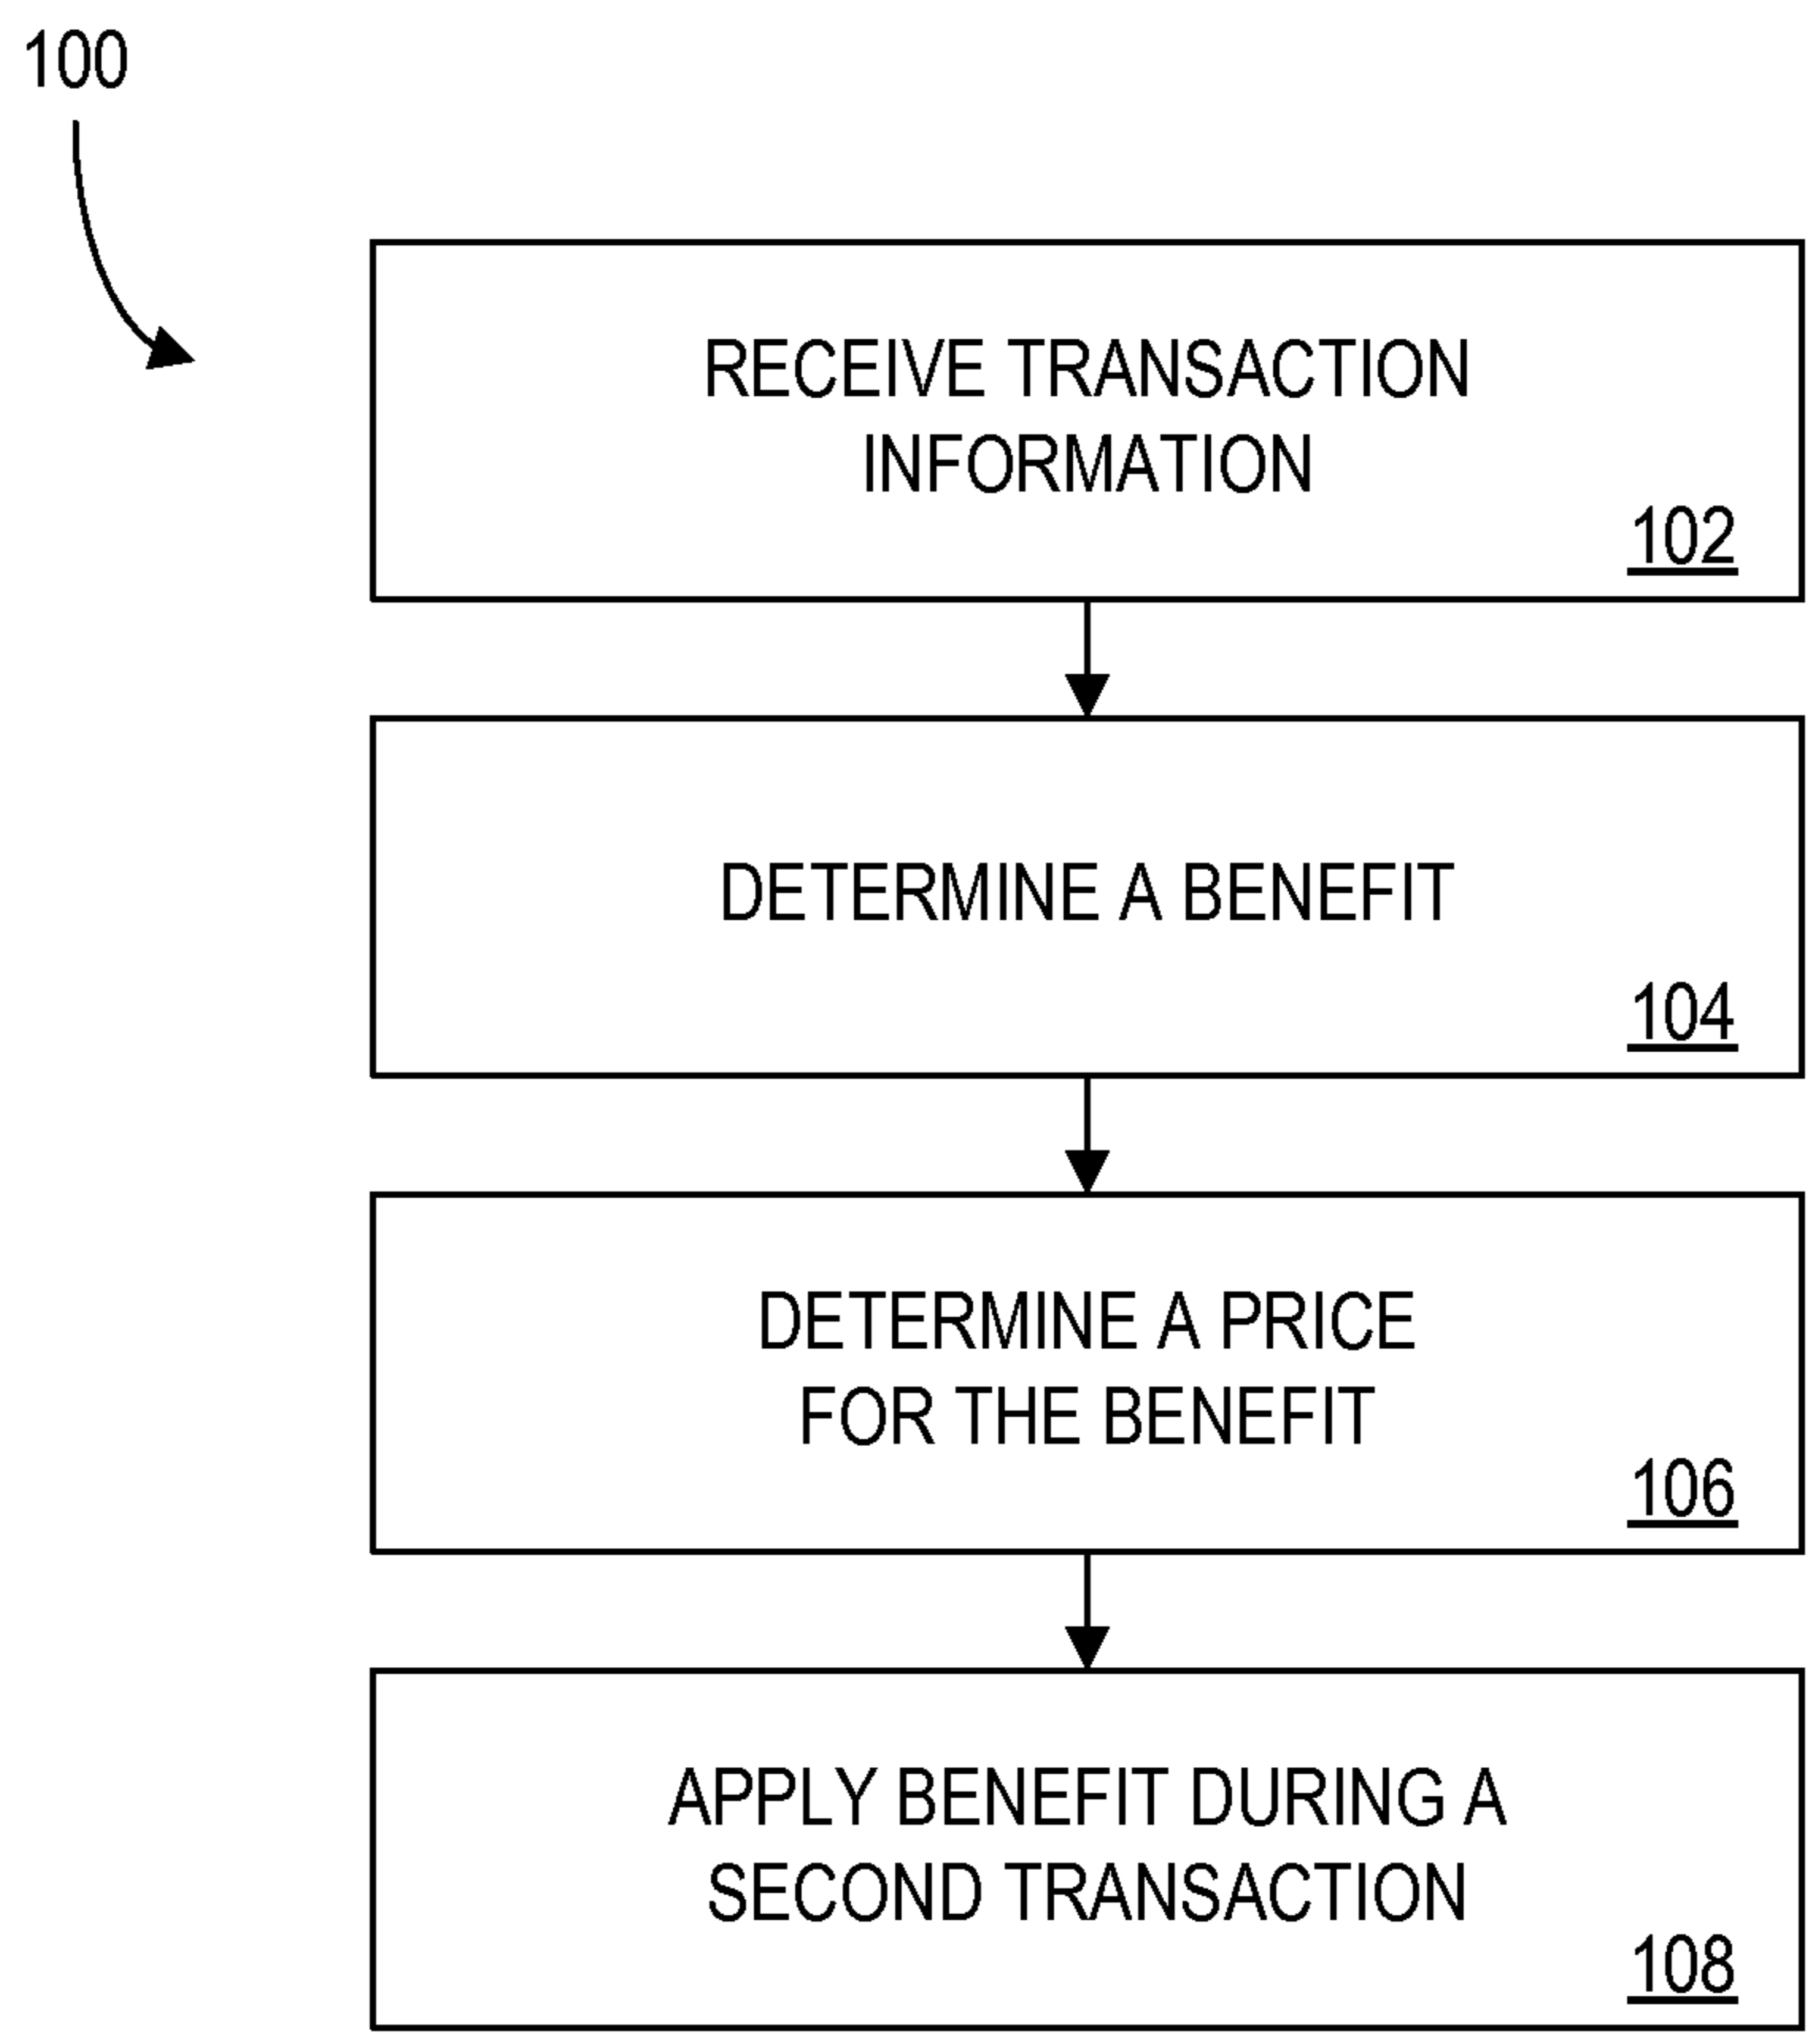 100
RECEIVE TRANSACTION
INFORMATION
102
DETERMINE A BENEFIT
104
DETERMINE A PRICE
FOR THE BENEFIT
106
APPLY BENEFIT DURING A
SECOND TRANSACTION
108